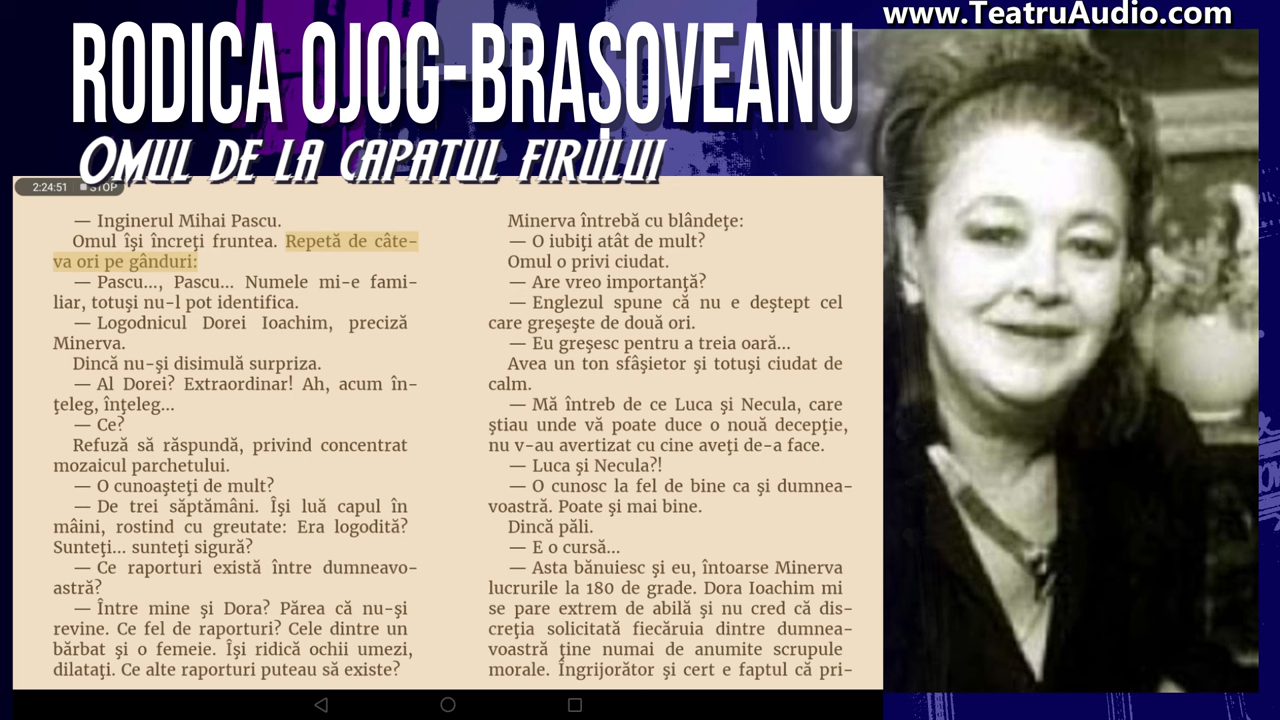 www.TeatruAudio.com
RODICA OJOG-BRAȘOVEANU
OMUL DE LA CAPATUL FIRULUI
2:24:51 STOP
— Inginerul Mihai Pascu.
Omul îşi încreţi fruntea. Repetă de câte-
va ori pe gânduri:
— Pascu..., Pascu... Numele mi-e fami-
liar, totuşi nu-l pot identifica.
— Logodnicul Dorei Ioachim, preciză
Minerva.
Dincă nu-şi disimulă surpriza.
— Al Dorei? Extraordinar! Ah, acum în-
ţeleg, înţeleg...
— Ce?
Refuză să răspundă, privind concentrat
mozaicul parchetului.
— O cunoaşteţi de mult?
— De trei săptămâni. Îşi luă capul în
mâini, rostind cu greutate: Era logodită?
Sunteţi... sunteţi sigură?
— Ce raporturi există între dumneavo-
astră?
— Între mine şi Dora? Părea că nu-şi
revine. Ce fel de raporturi? Cele dintre un
bărbat şi o femeie. Îşi ridică ochii umezi,
dilataţi. Ce alte raporturi puteau să existe?
Minerva întrebă cu blândeţe:
— O iubiţi atât de mult?
Omul o privi ciudat.
— Are vreo importanţă?
— Englezul spune că nu e deştept cel
care greşeşte de două ori.
— Eu greşesc pentru a treia oară...
Avea un ton sfâşietor şi totuşi ciudat de
calm.
— Mă întreb de ce Luca şi Necula, care
ştiau unde vă poate duce o nouă decepţie,
nu v-au avertizat cu cine aveţi de-a face.
— Luca şi Necula?!
— O cunosc la fel de bine ca şi dumnea-
voastră. Poate şi mai bine.
Dincă păli.
— E o cursă...
— Asta bănuiesc şi eu, întoarse Minerva
lucrurile la 180 de grade. Dora Ioachim mi
se pare extrem de abilă şi nu cred că dis-
creţia solicitată fiecăruia dintre dumnea-
voastră ţine numai de anumite scrupule
morale. Îngrijorător şi cert e faptul că pri-